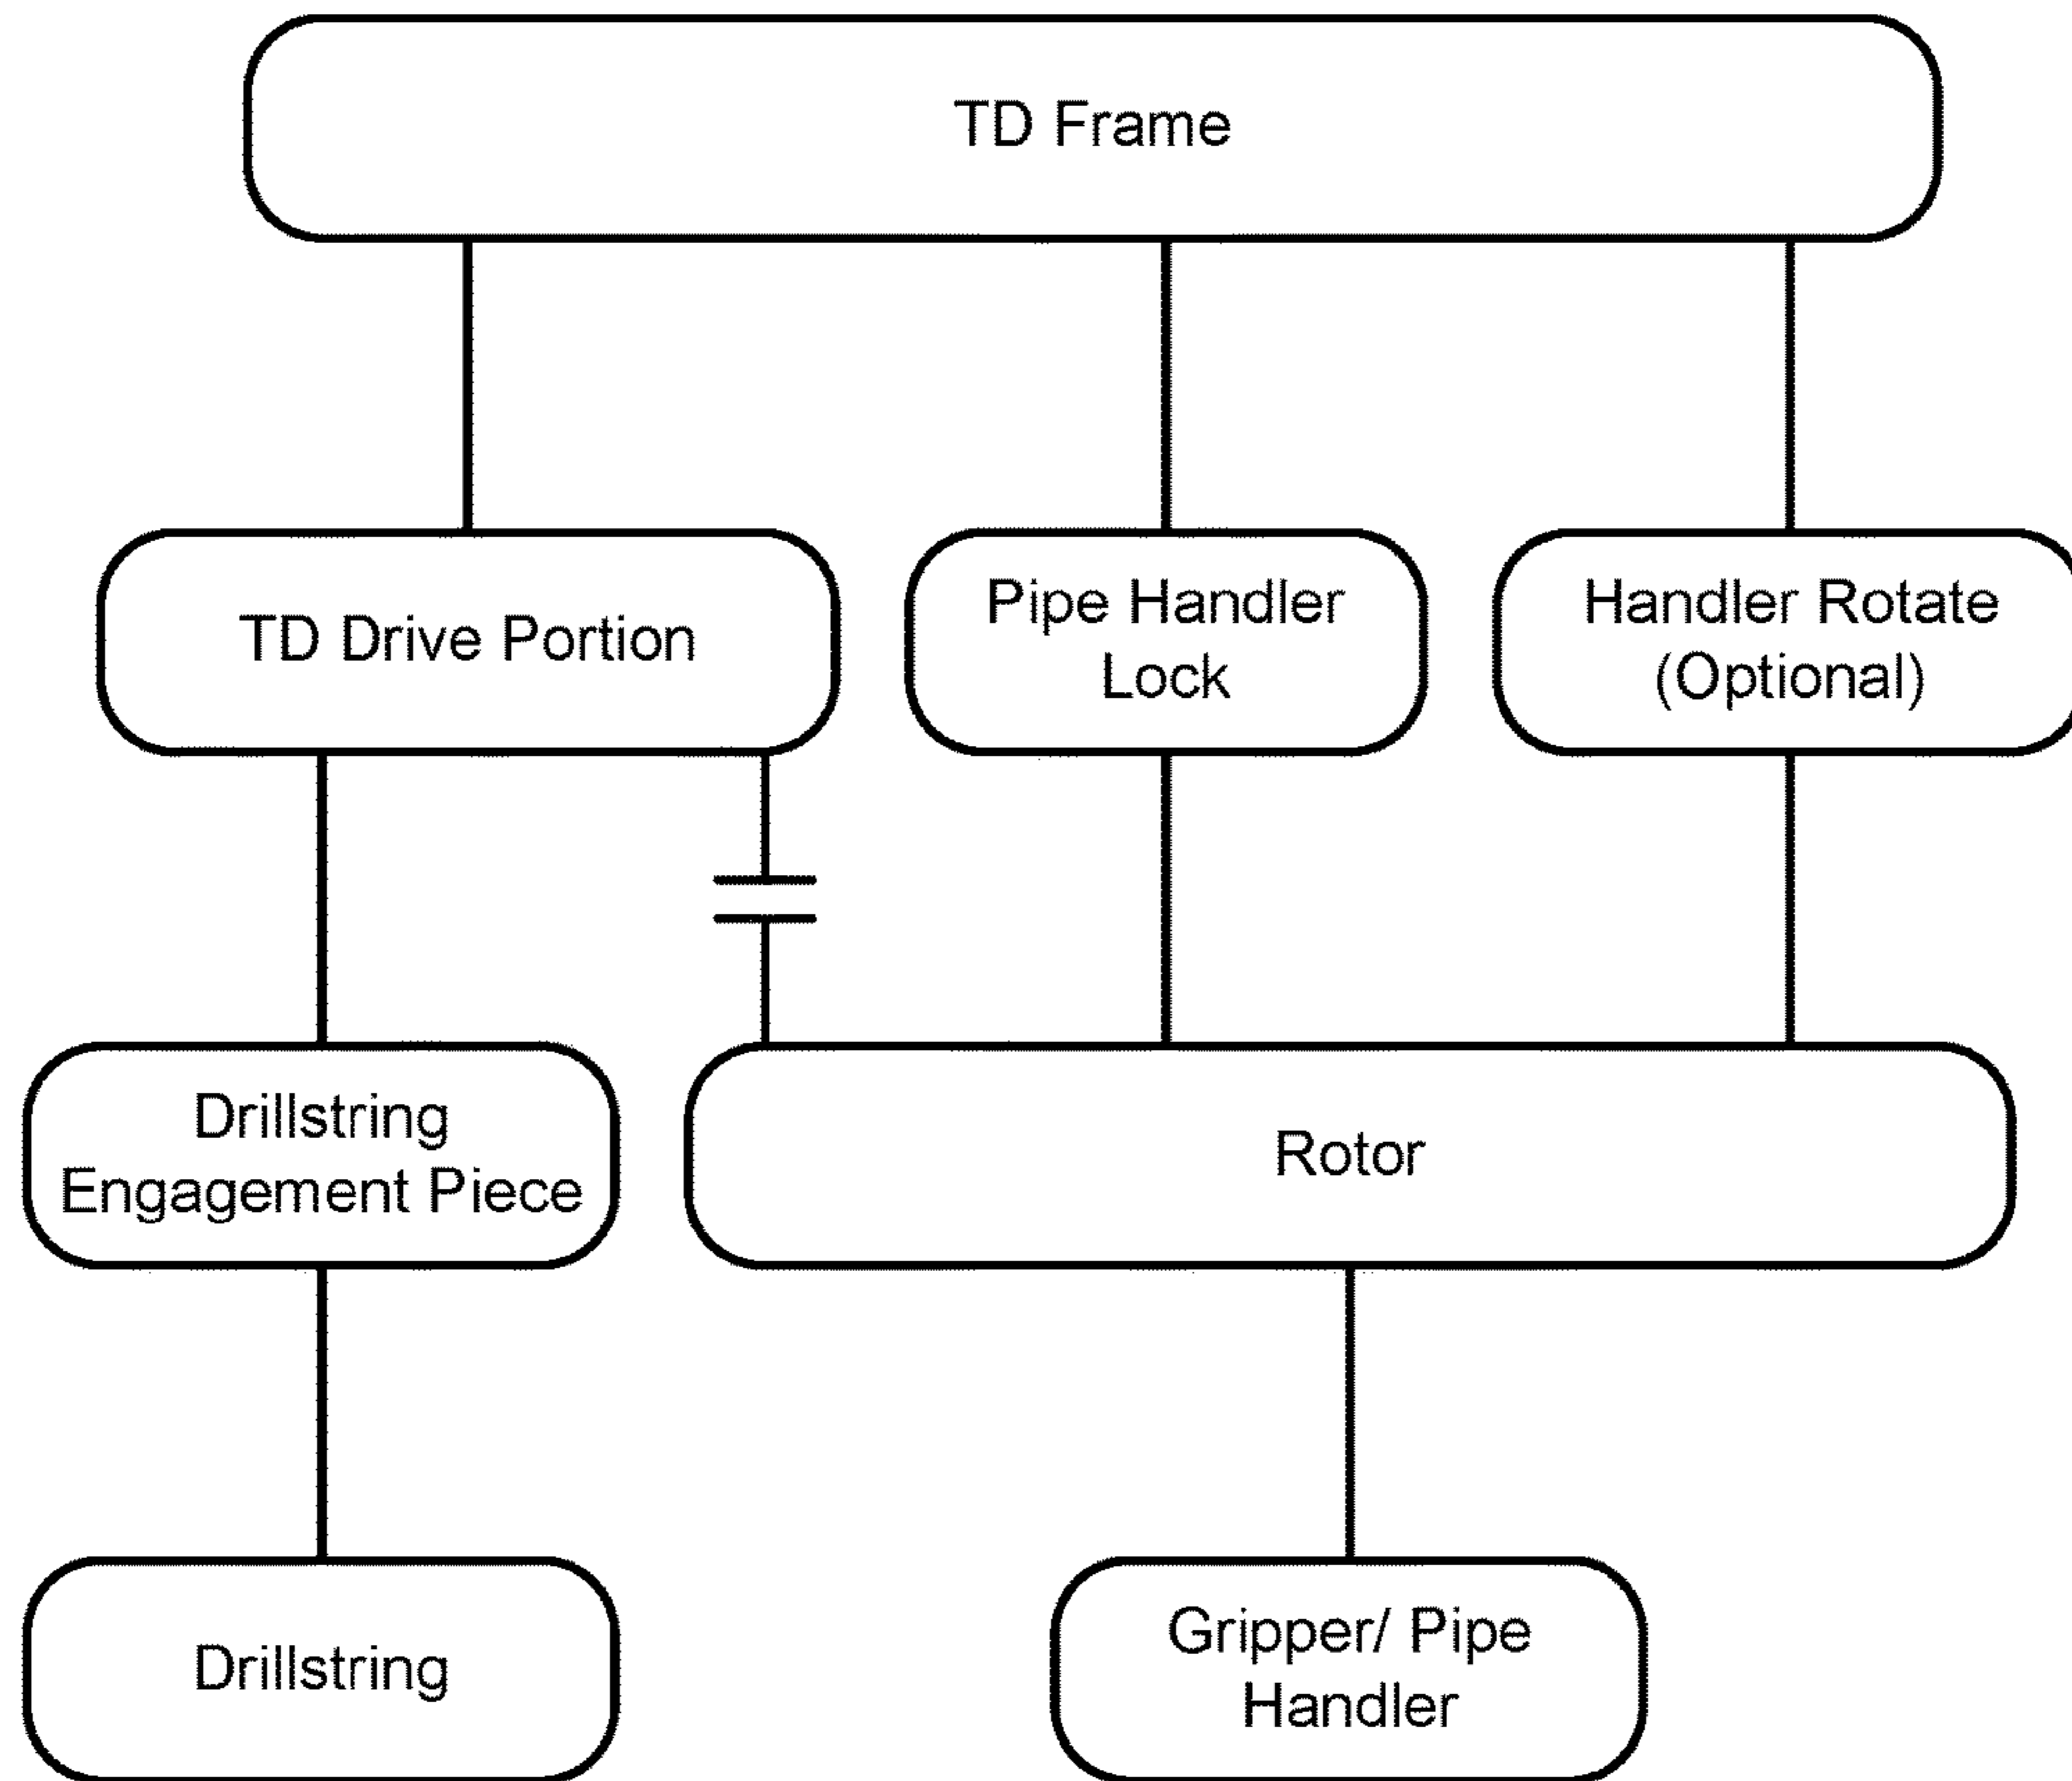 TD Frame
TD Drive Portion
Pipe Handler
Lock
Handler Rotate
(Optional)
Drillstring
Engagement Piece
Rotor
Drillstring
Gripper/ Pipe
Handler